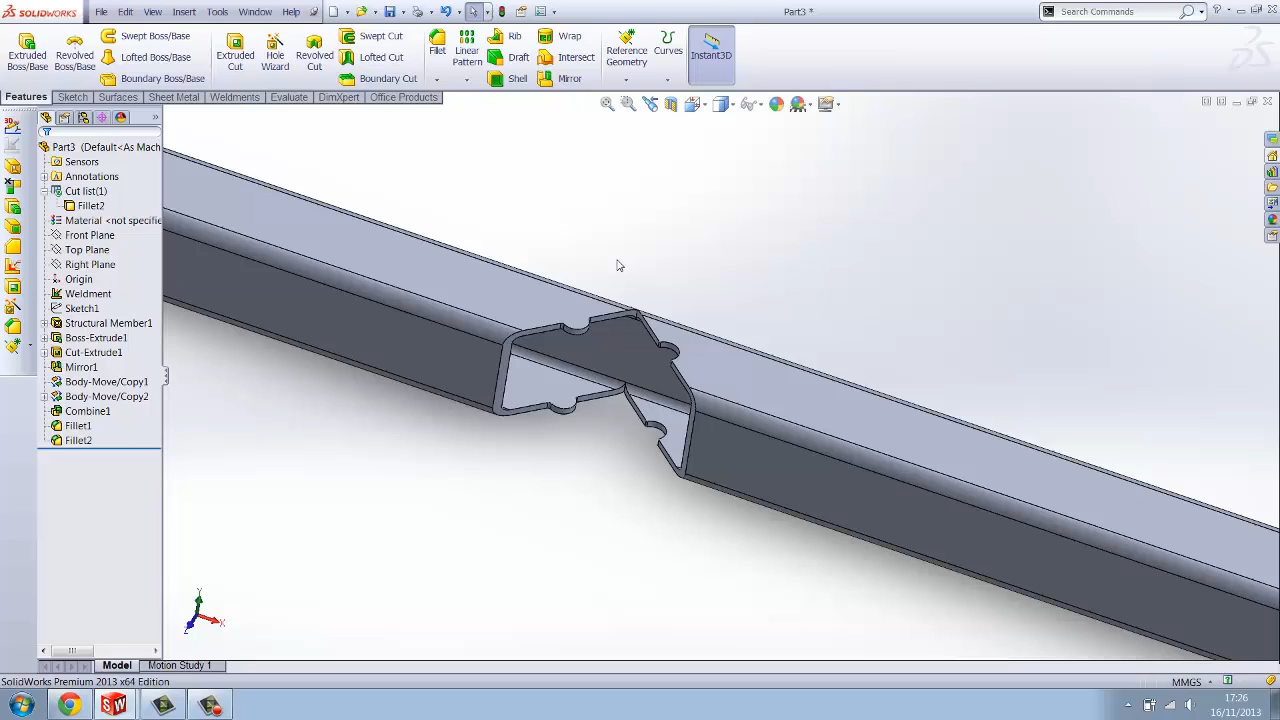 SOLIDWORKS File Edit View Insert Tools Window Help Part3 * Search Commands
Extruded Boss/Base
Revolved Boss/Base
Swept Boss/Base
Lofted Boss/Base
Boundary Boss/Base
Extruded Cut
Hole Wizard
Revolved Cut
Swept Cut
Lofted Cut
Boundary Cut
Fillet
Linear Pattern
Rib
Draft
Shell
Wrap
Intersect
Mirror
Reference Geometry
Curves
Instant3D
Features Sketch Surfaces Sheet Metal Weldments Evaluate DimXpert Office Products
Part3 (Default<As Mach
Sensors
Annotations
Cut list(1)
Fillet2
Material <not specifie
Front Plane
Top Plane
Right Plane
Origin
Weldment
Sketch1
Structural Member1
Boss-Extrude1
Cut-Extrude1
Mirror1
Body-Move/Copy1
Body-Move/Copy2
Combine1
Fillet1
Fillet2
Y
X
Z
Model Motion Study 1
SolidWorks Premium 2013 x64 Edition MMGS
17:26
16/11/2013